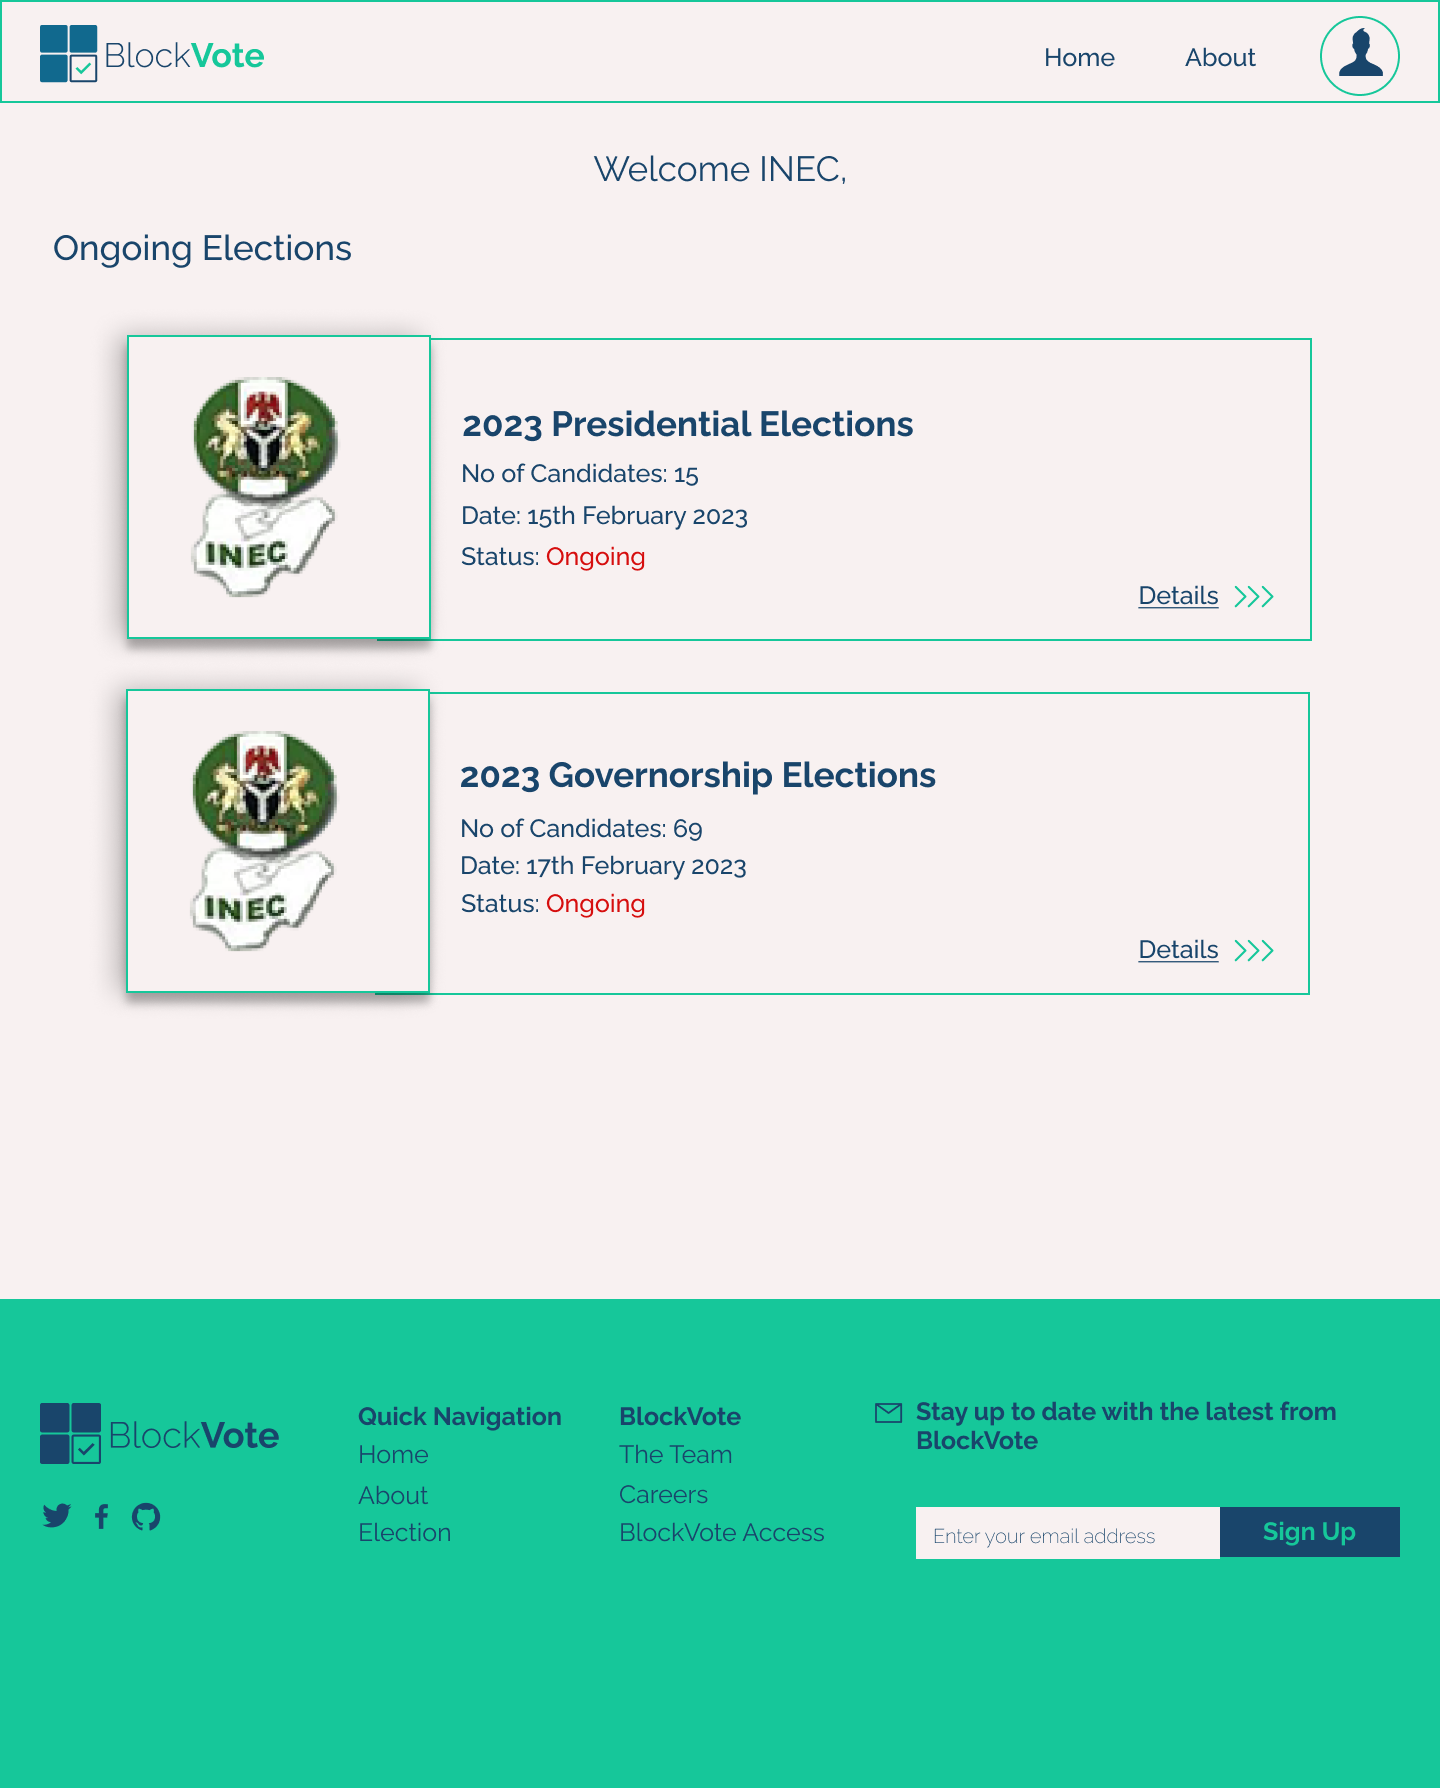 BlockVote
Home
About
Welcome INEC,
Ongoing Elections
INEC
2023 Presidential Elections
No of Candidates: 15
Date: 15th February 2023
Status: Ongoing
Details
INEC
2023 Governorship Elections
No of Candidates: 69
Date: 17th February 2023
Status: Ongoing
Details
BlockVote
Quick Navigation
Home
About
Election
BlockVote
The Team
Careers
BlockVote Access
Stay up to date with the latest from
BlockVote
Enter your email address
Sign Up